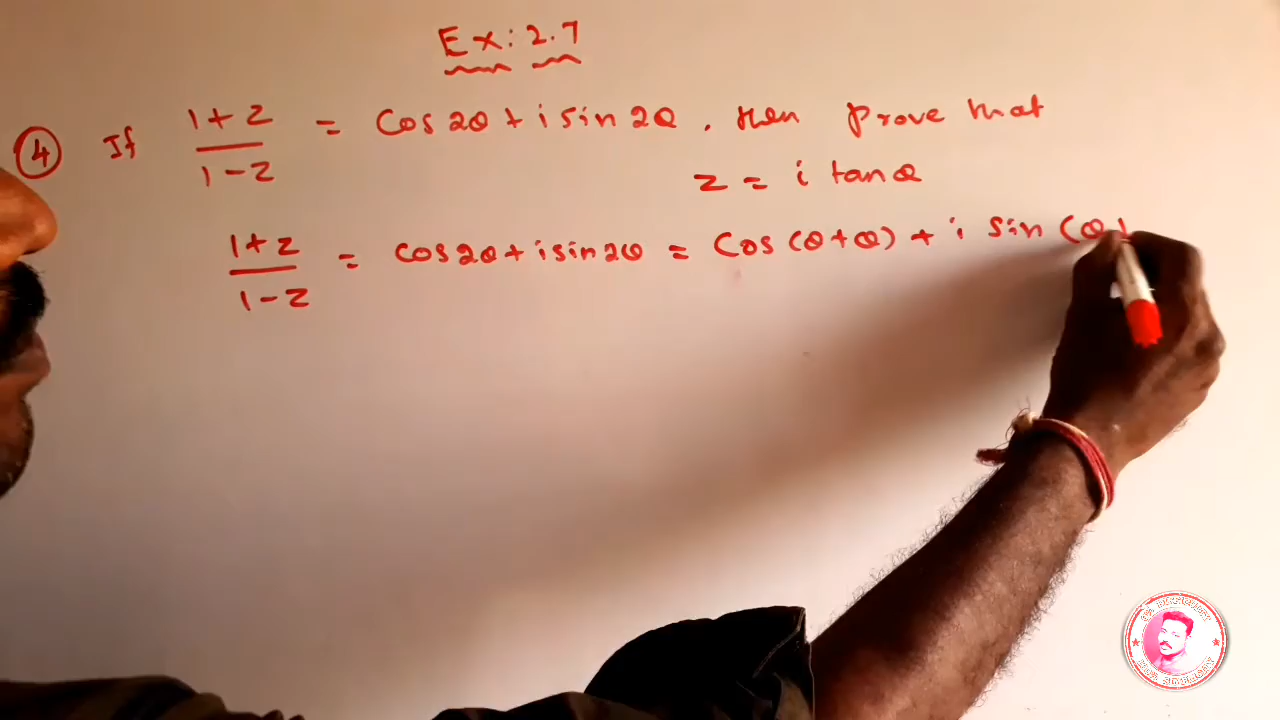 Ex: 2.7
④ If 1+z / 1-z = cos 2θ + i sin 2θ, then prove that
z = i tan θ
1+z / 1-z = cos 2θ + i sin 2θ = cos (θ+θ) + i sin (θ+